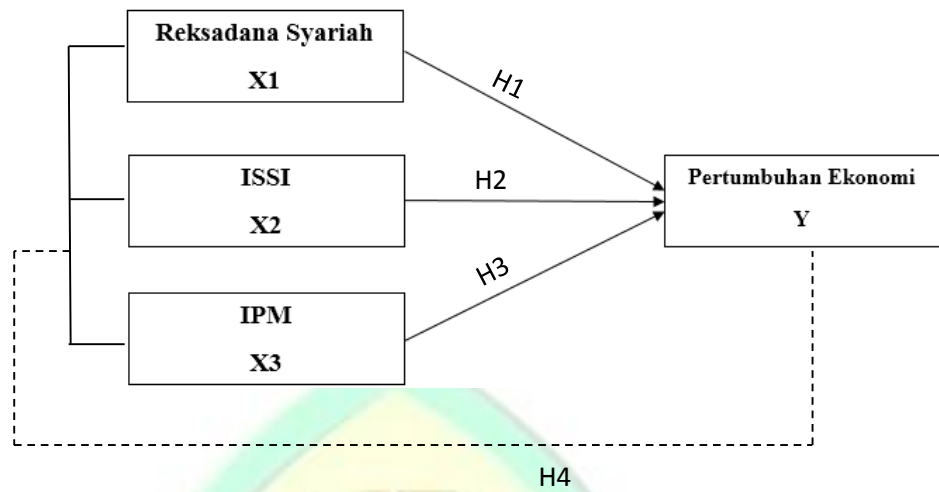 Reksadana Syariah
X1
H1
ISSI
X2
H2
Pertumbuhan Ekonomi
Y
IPM
X3
H3
H4